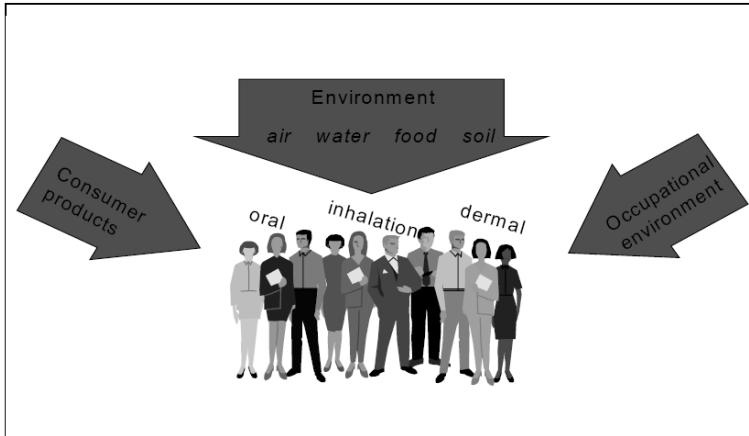 Environment
air water food soil
Consumer
products
Occupational
environment
oral inhalation dermal